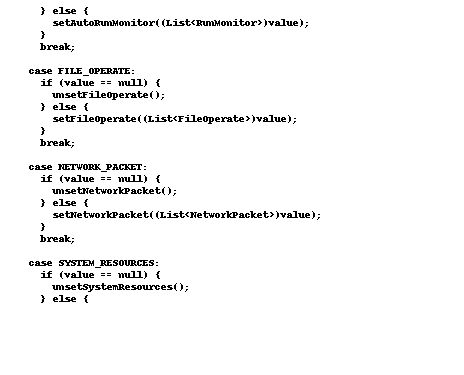 } else {
setAutoRunMonitor((List<RunMonitor>)value);
}
break;
case FILE_OPERATE:
if (value == null) {
unsetFileOperate();
} else {
setFileOperate((List<FileOperate>)value);
}
break;
case NETWORK_PACKET:
if (value == null) {
unsetNetworkPacket();
} else {
setNetworkPacket((List<NetworkPacket>)value);
}
break;
case SYSTEM_RESOURCES:
if (value == null) {
unsetSystemResources();
} else {